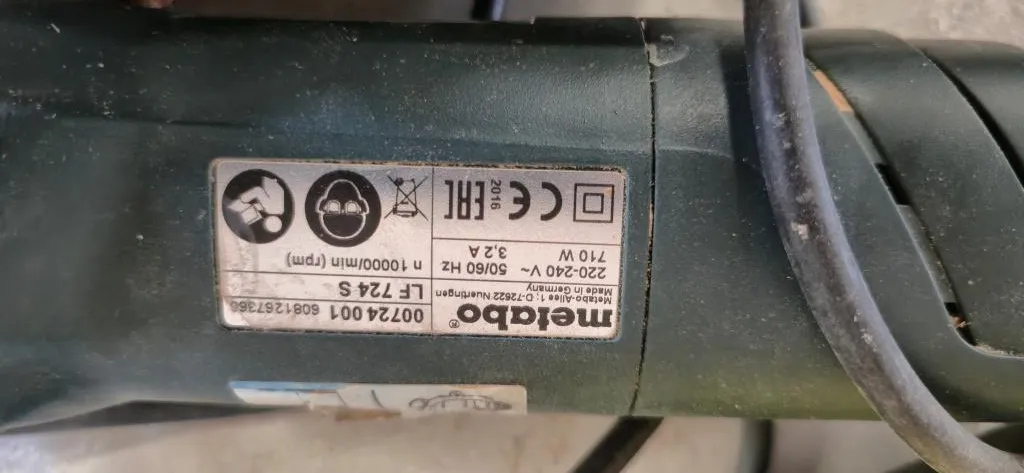 metabo®
Metabo-Allee 1; D-72622 Nuertingen
Made in Germany
00724 001 6081267366
LF 724 S
220-240 V~ 50/60 Hz
710 W 3,2 A
n 10000/min (rpm)
CE EAC
2016